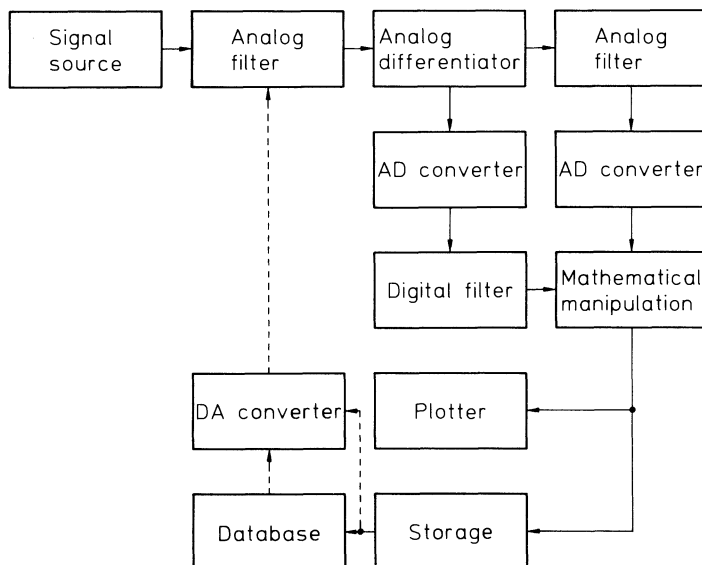 Signal
source
Analog
filter
Analog
differentiator
Analog
filter
AD converter
AD converter
Digital filter
Mathematical
manipulation
DA converter
Plotter
Database
Storage